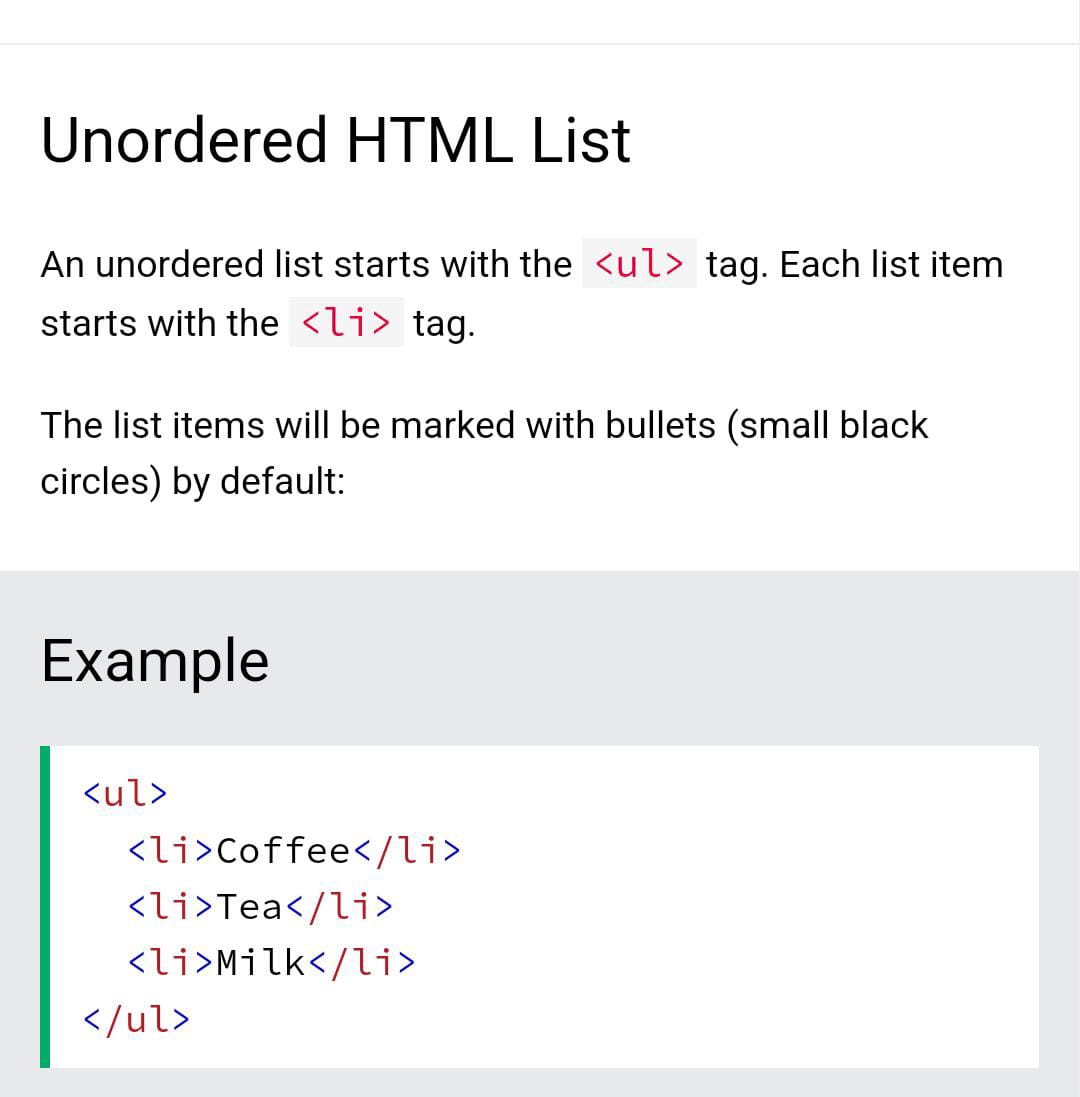 Unordered HTML List
An unordered list starts with the <ul> tag. Each list item
starts with the <li> tag.
The list items will be marked with bullets (small black
circles) by default:
Example
<ul>
  <li>Coffee</li>
  <li>Tea</li>
  <li>Milk</li>
</ul>